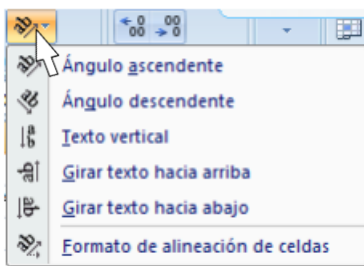 Ángulo ascendente
Ángulo descendente
Texto vertical
Girar texto hacia arriba
Girar texto hacia abajo
Formato de alineación de celdas